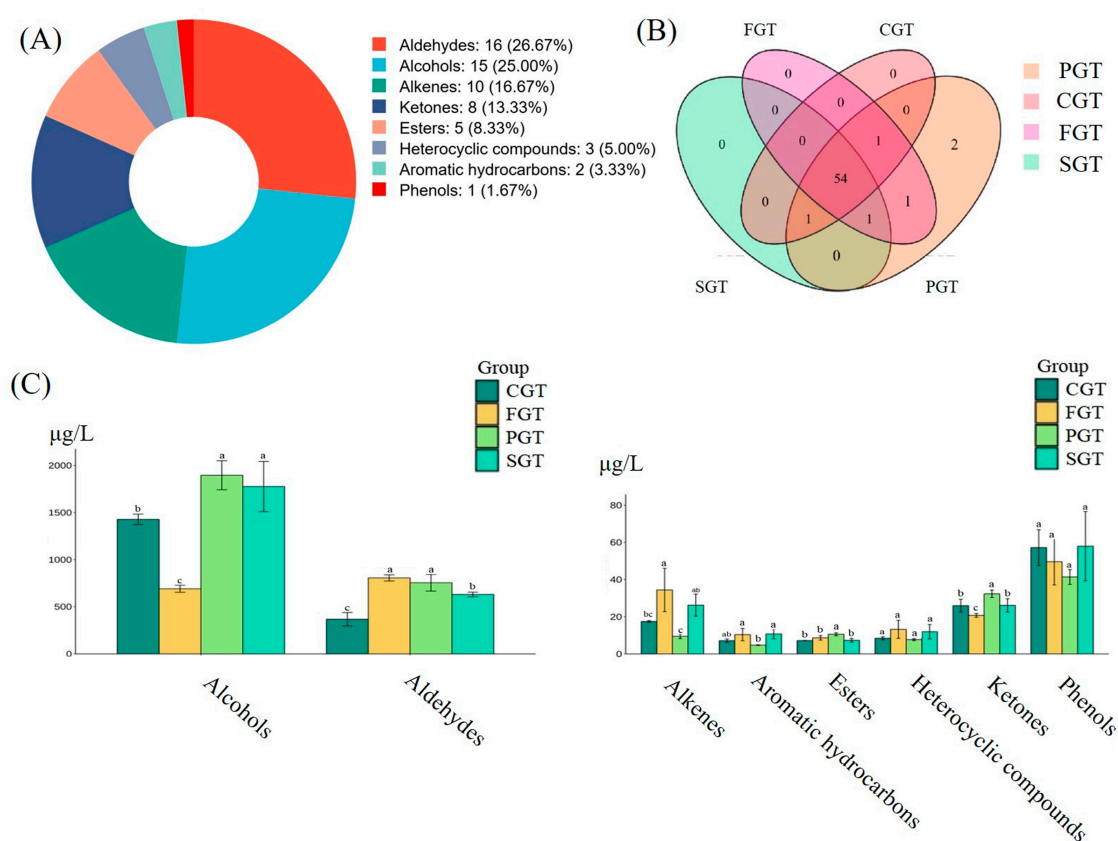 (A)
Aldehydes: 16 (26.67%)
Alcohols: 15 (25.00%)
Alkenes: 10 (16.67%)
Ketones: 8 (13.33%)
Esters: 5 (8.33%)
Heterocyclic compounds: 3 (5.00%)
Aromatic hydrocarbons: 2 (3.33%)
Phenols: 1 (1.67%)
(B)
FGT CGT
0 0
0 0 0
0 0 1 2
54
0 1 1 1
0
SGT PGT
PGT
CGT
FGT
SGT
(C)
Group
CGT
FGT
PGT
SGT
µg/L
2000
1500
1000
500
0
b c a a
c a a b
Alcohols
Aldehydes
Group
CGT
FGT
PGT
SGT
µg/L
80
60
40
20
0
bc a c ab
ab a b a
b b a b
a a a a
b c a b
a a a a
Alkenes
Aromatic hydrocarbons
Esters
Heterocyclic compounds
Ketones
Phenols